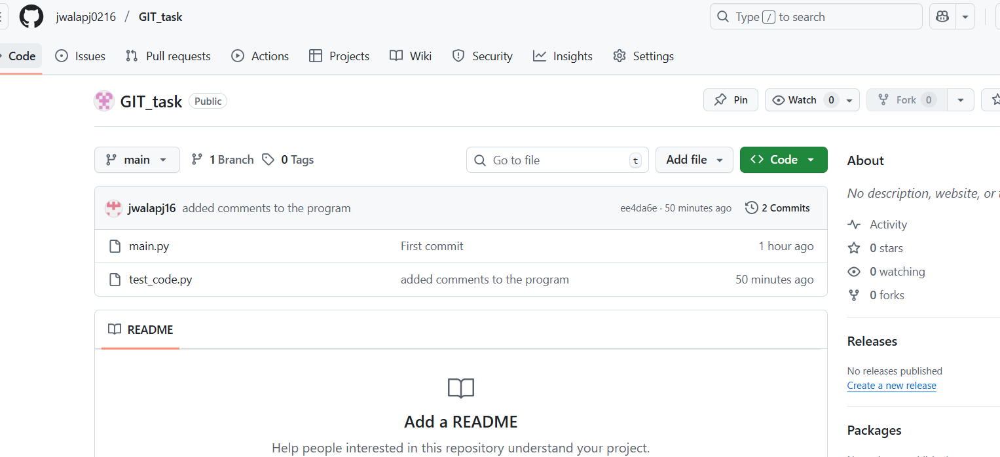 jwalapj0216 / GIT_task Type / to search
Code Issues Pull requests Actions Projects Wiki Security Insights Settings
GIT_task Public Pin Watch 0 Fork 0
main 1 Branch 0 Tags Go to file t Add file Code About
jwalapj16 added comments to the program ee4da6e · 50 minutes ago 2 Commits No description, website, or
main.py First commit 1 hour ago Activity
test_code.py added comments to the program 50 minutes ago 0 stars
0 watching
0 forks
README
Releases
No releases published
Create a new release
Add a README
Packages
Help people interested in this repository understand your project.